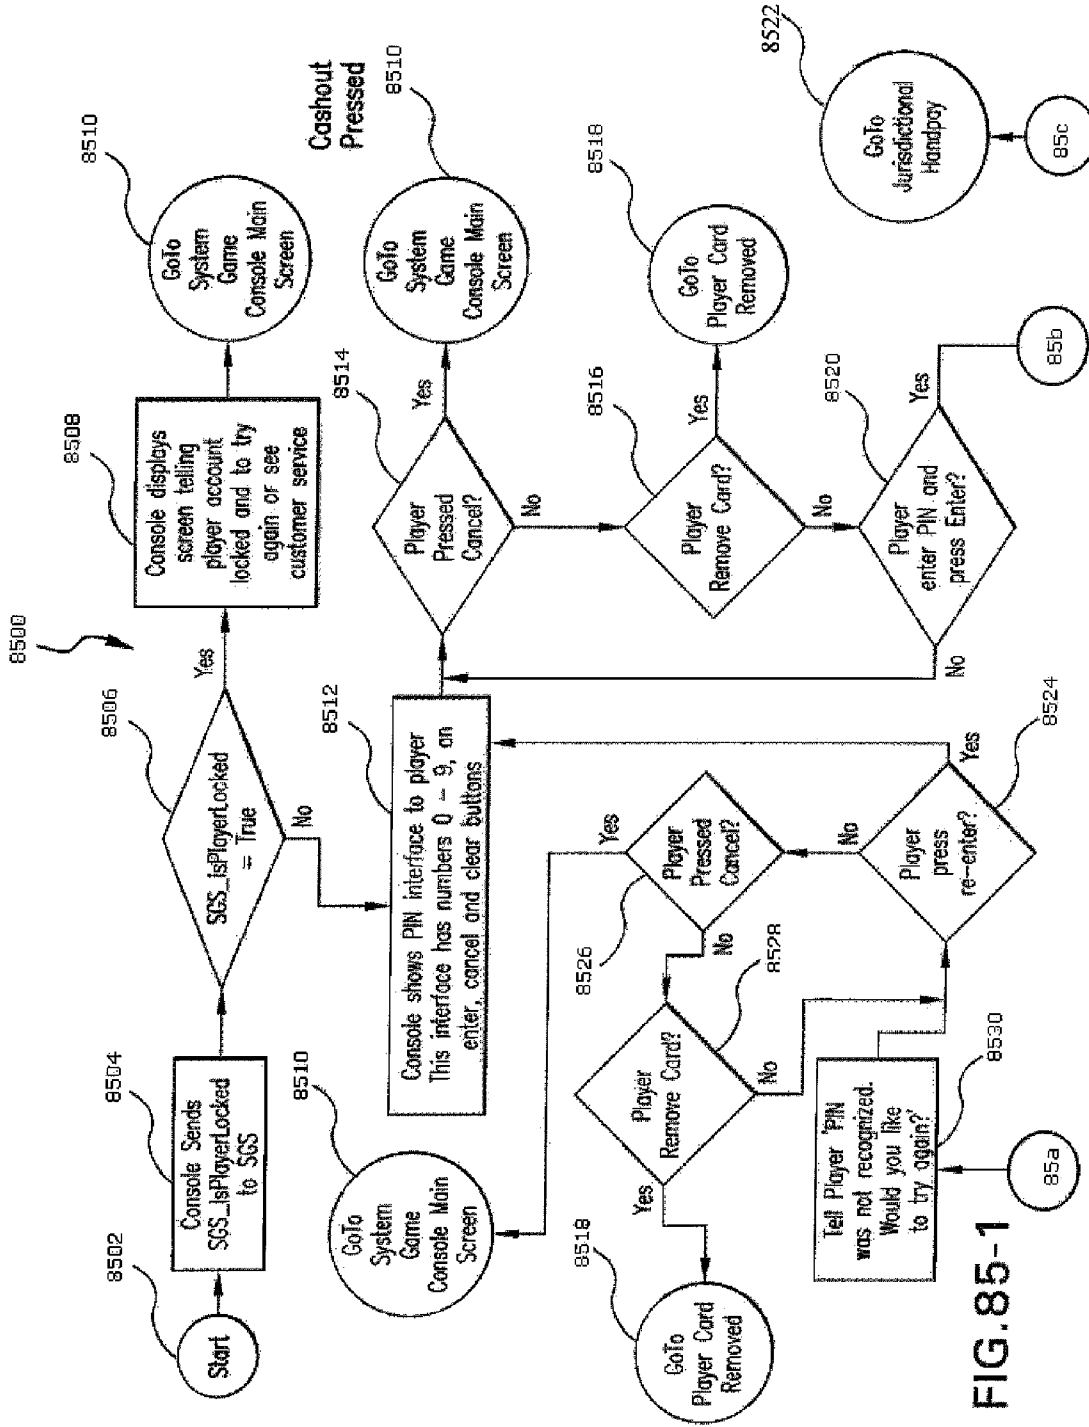 8500
8502
Start
8504
Console Sends
SGS_IsPlayerLocked
to SGS
8506
SGS_IsPlayerLocked
= True
Yes
No
8508
Console displays
screen telling
player account
locked and to try
again or see
customer service
8510
GoTo
System
Game
Console Main
Screen
Cashout
Pressed
8512
Console shows PIN interface to player
This interface has numbers 0 – 9, an
enter, cancel and clear buttons
8514
Player
Pressed
Cancel?
Yes
No
8510
GoTo
System
Game
Console Main
Screen
8516
Player
Remove Card?
Yes
No
8518
GoTo
Player Card
Removed
8520
Player
enter PIN and
press Enter?
Yes
No
85b
8522
GoTo
Jurisdictional
Handpay
85c
8510
GoTo
System
Game
Console Main
Screen
8526
Player
Pressed
Cancel?
Yes
No
8524
Player
press
re-enter?
Yes
No
8528
Player
Remove Card?
Yes
No
8518
GoTo
Player Card
Removed
8530
Tell Player 'PIN
was not recognized.
Would you like
to try again?'
85a
FIG.85-1